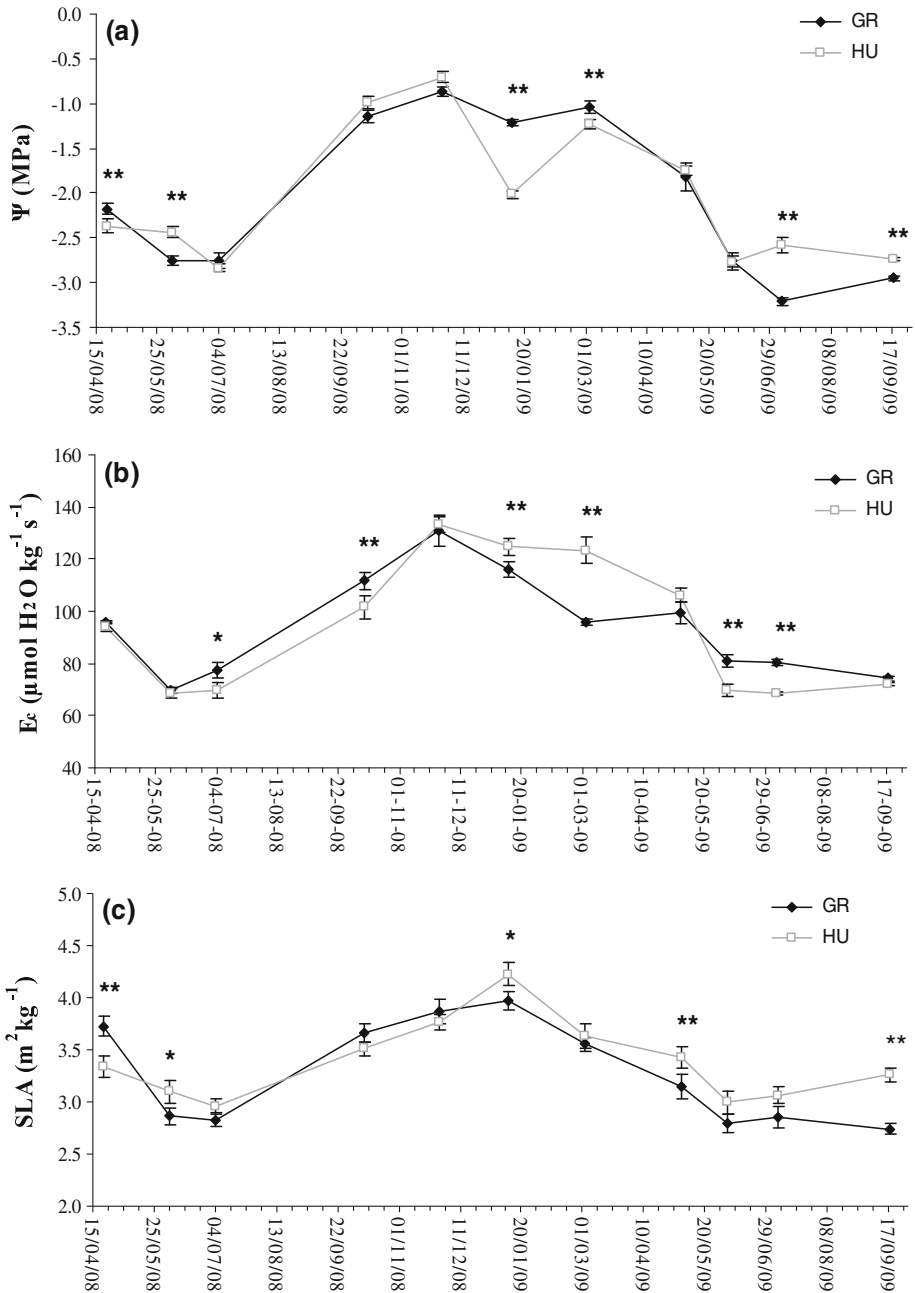 (a)
GR
HU
0.0
-0.5
-1.0
-1.5
-2.0
-2.5
-3.0
-3.5
Ψ (MPa)
** ** ** ** ** **
15/04/08 25/05/08 04/07/08 13/08/08 22/09/08 01/11/08 11/12/08 20/01/09 01/03/09 10/04/09 20/05/09 29/06/09 08/08/09 17/09/09
(b)
GR
HU
160
140
120
100
80
60
40
Ec (µmol H2O kg-1 s-1)
* ** ** ** ** **
15-04-08 25-05-08 04-07-08 13-08-08 22-09-08 01-11-08 11-12-08 20-01-09 01-03-09 10-04-09 20-05-09 29-06-09 08-08-09 17-09-09
(c)
GR
HU
5.0
4.5
4.0
3.5
3.0
2.5
2.0
SLA (m2 kg-1)
** * * ** **
15/04/08 25/05/08 04/07/08 13/08/08 22/09/08 01/11/08 11/12/08 20/01/09 01/03/09 10/04/09 20/05/09 29/06/09 08/08/09 17/09/09